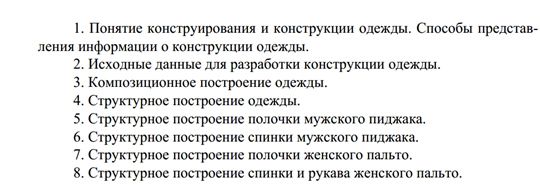 1. Понятие конструирования и конструкции одежды. Способы представ-
ления информации о конструкции одежды.
2. Исходные данные для разработки конструкции одежды.
3. Композиционное построение одежды.
4. Структурное построение одежды.
5. Структурное построение полочки мужского пиджака.
6. Структурное построение спинки мужского пиджака.
7. Структурное построение полочки женского пальто.
8. Структурное построение спинки и рукава женского пальто.